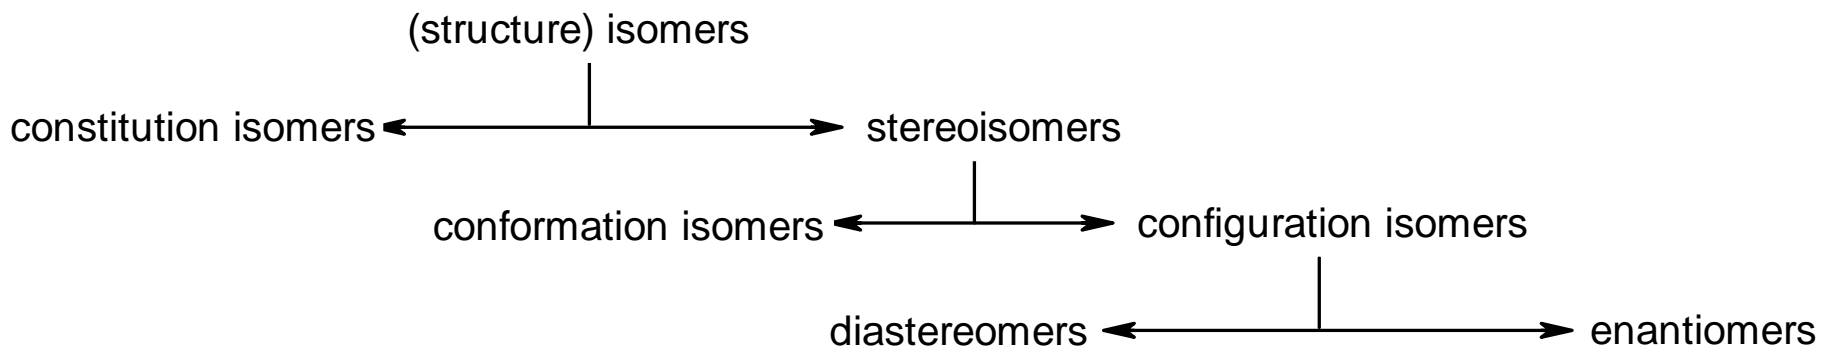 (structure) isomers
constitution isomers stereoisomers
conformation isomers configuration isomers
diastereomers enantiomers